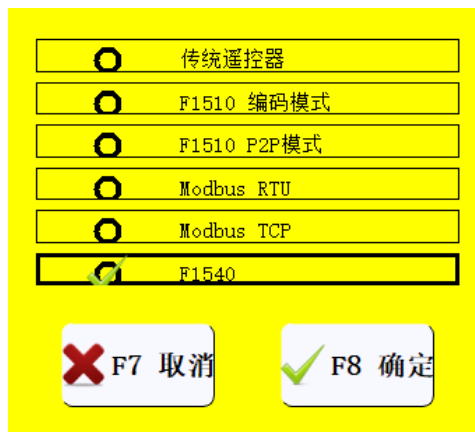 传统遥控器
F1510 编码模式
F1510 P2P模式
Modbus RTU
Modbus TCP
F1540
F7 取消
F8 确定